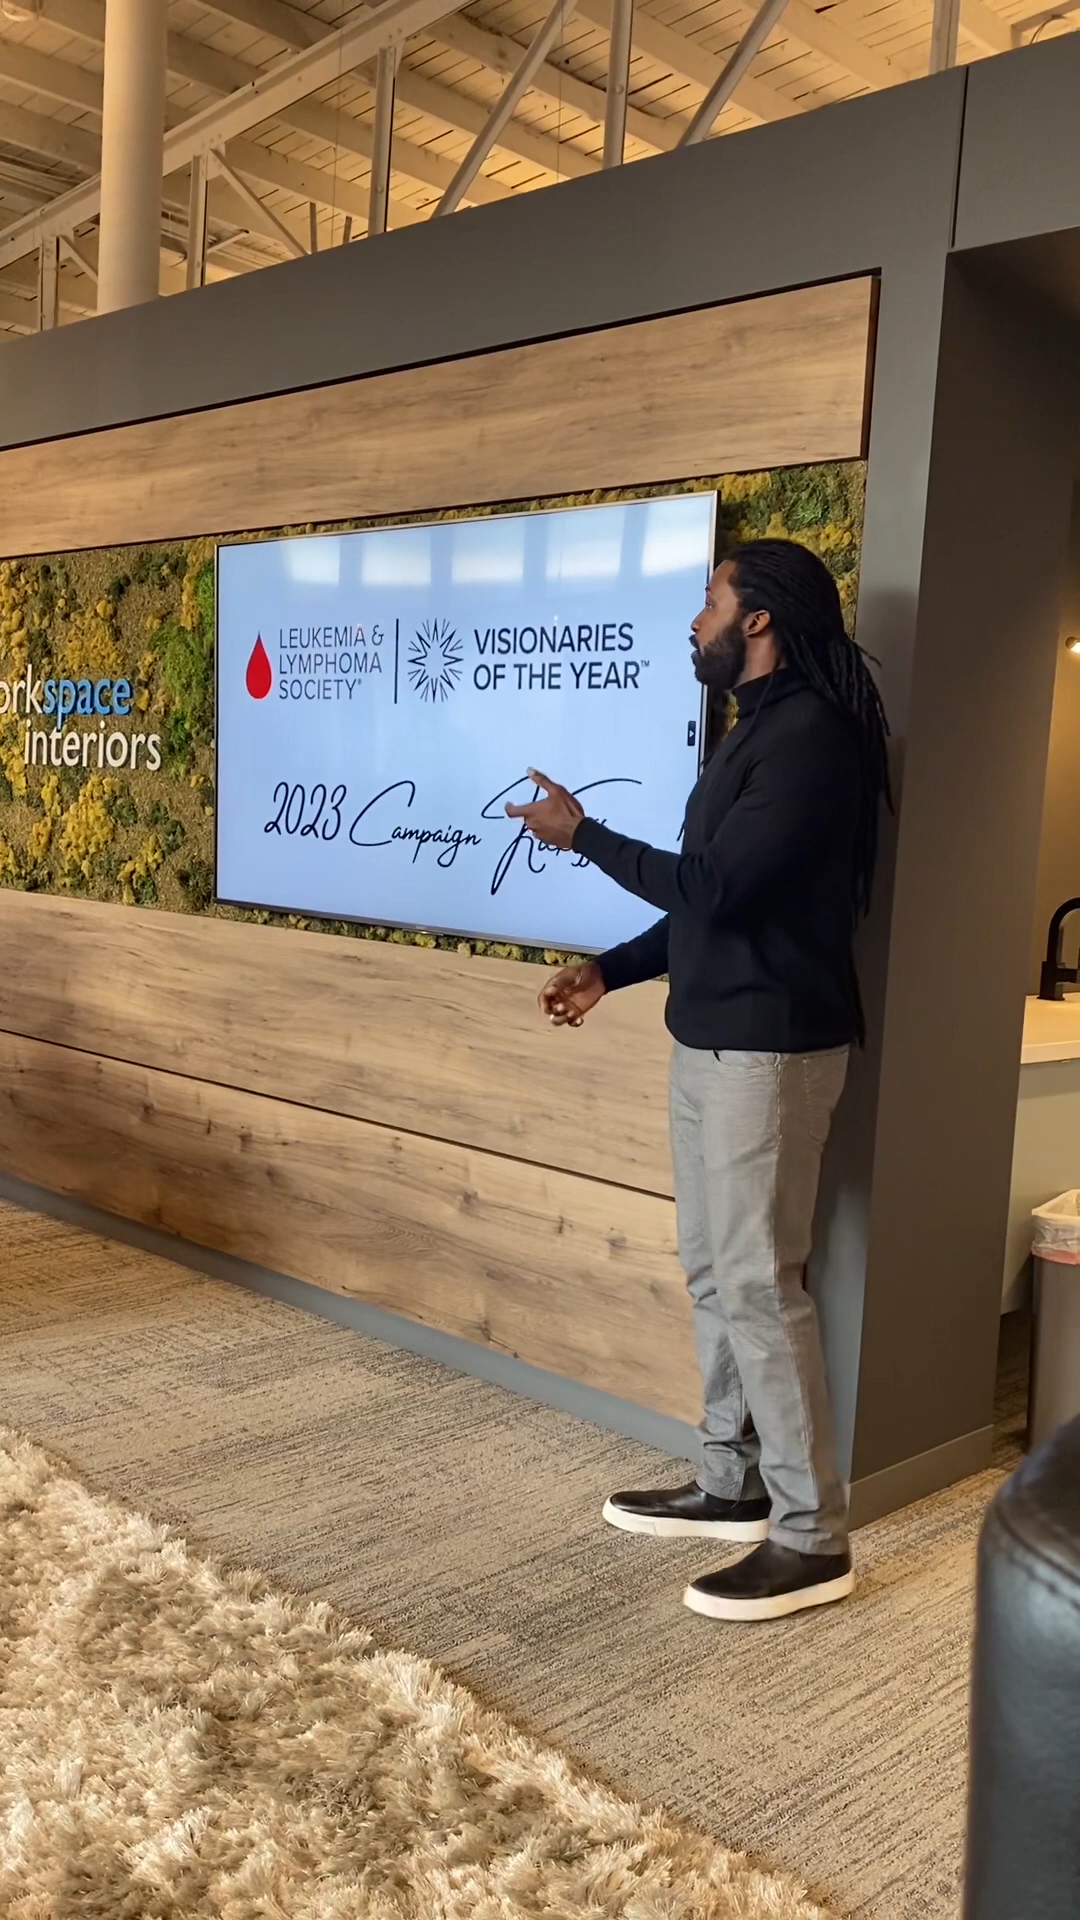 orkspace
interiors
LEUKEMIA &
LYMPHOMA
SOCIETY®
VISIONARIES
OF THE YEAR™
2023 Campaign